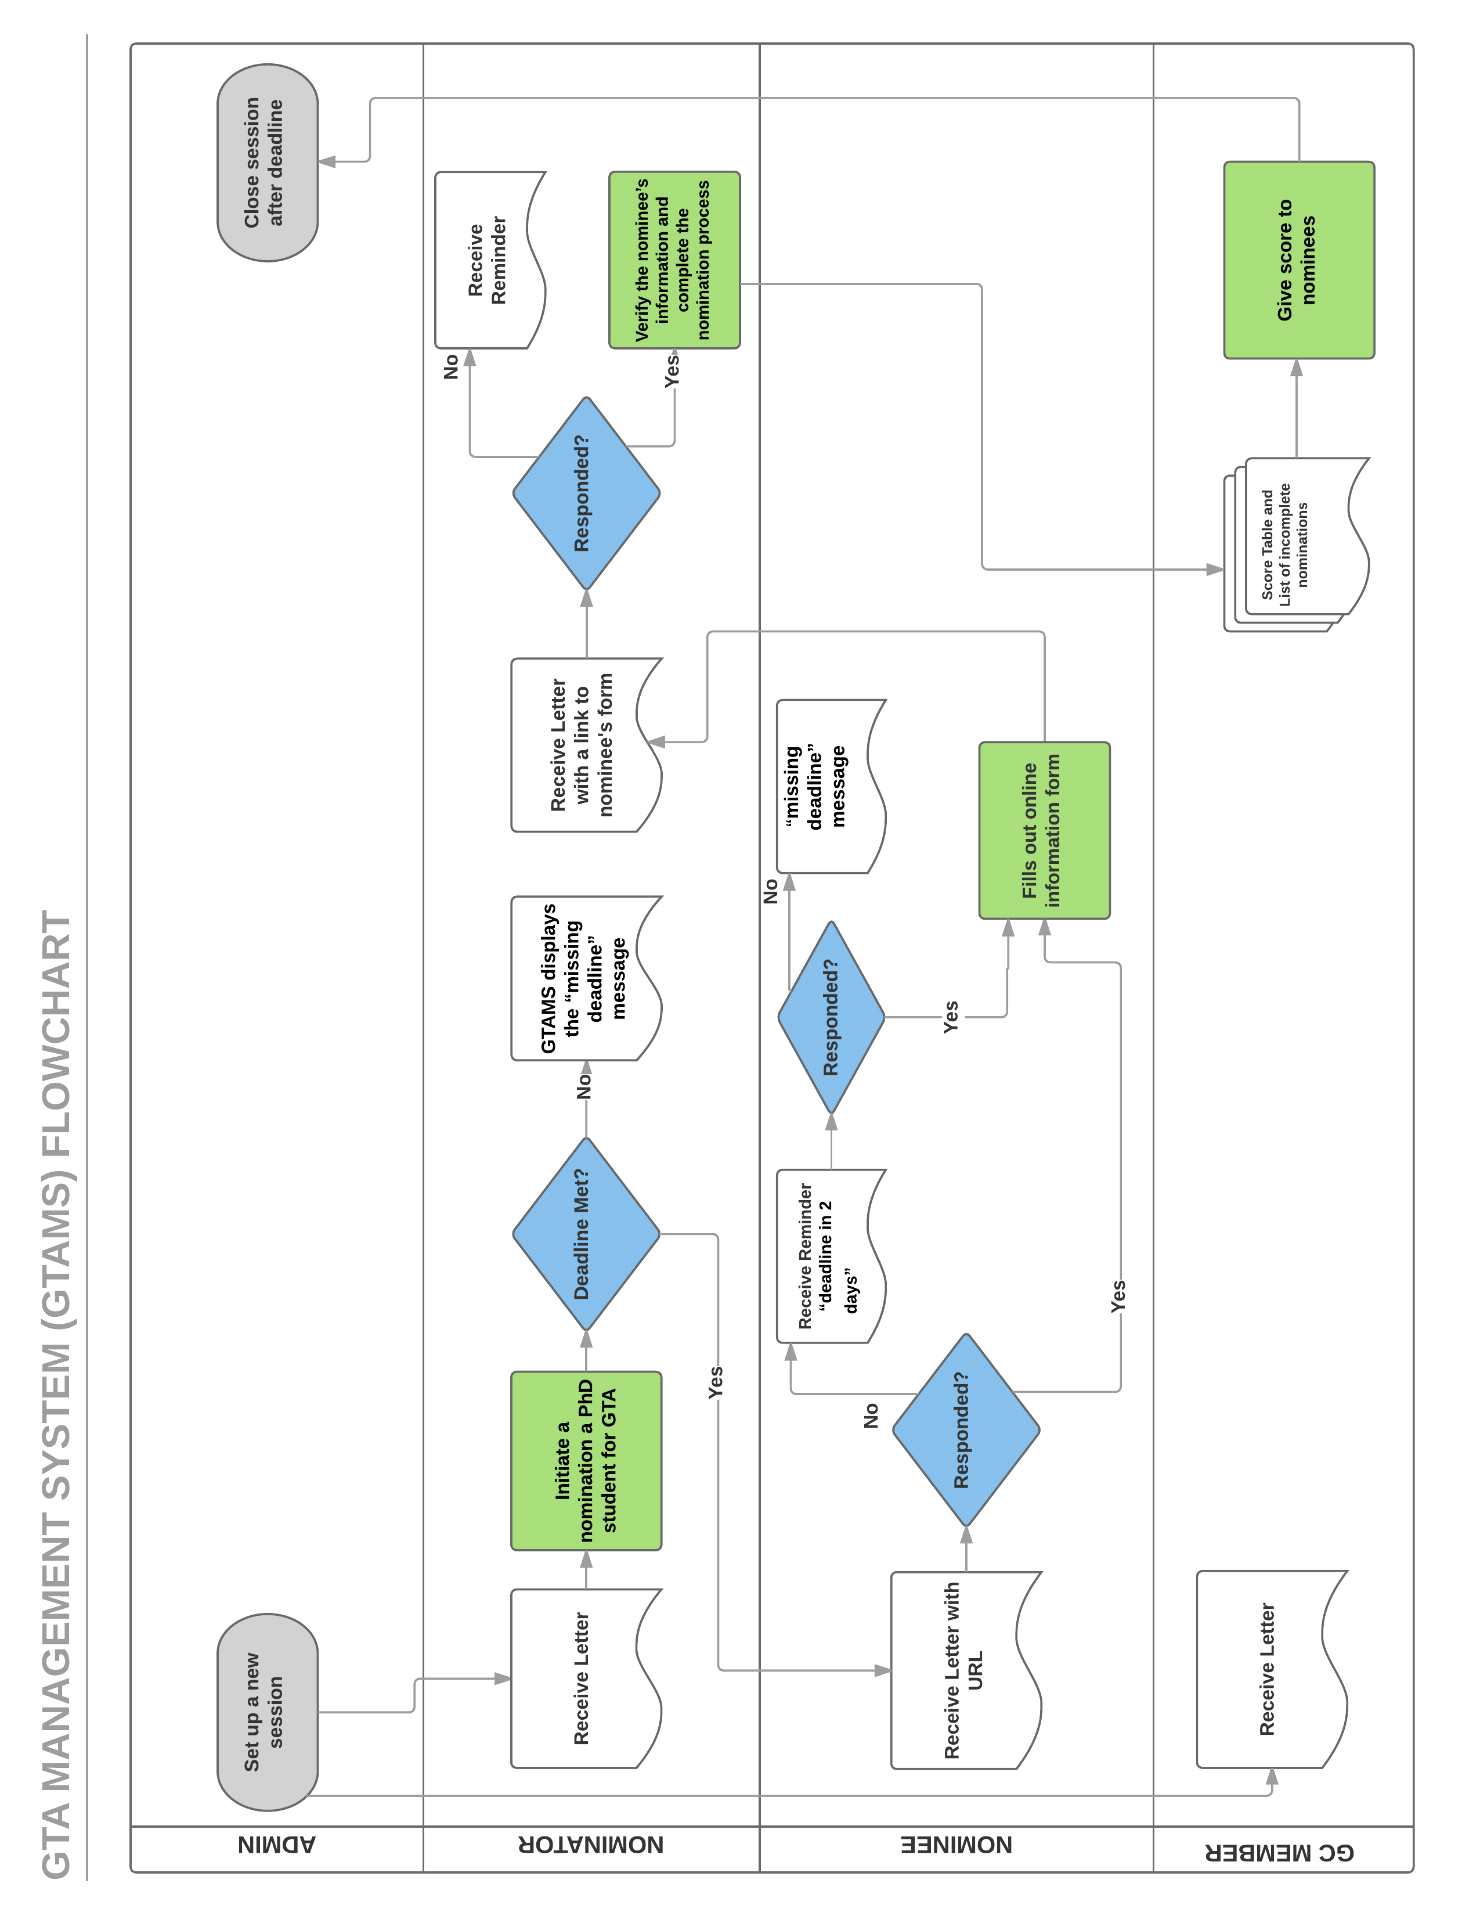 GTA MANAGEMENT SYSTEM (GTAMS) FLOWCHART
ADMIN
Set up a new
session
Close session
after deadline
NOMINATOR
Receive Letter
Initiate a
nomination a PhD
student for GTA
Deadline Met?
No
Yes
GTAMS displays
the “missing
deadline”
message
Receive Letter
with a link to
nominee's form
Responded?
No
Yes
Receive
Reminder
Verify the nominee’s
information and
complete the
nomination process
NOMINEE
Receive Letter with
URL
Responded?
No
Yes
Receive Reminder
“deadline in 2
days”
Responded?
No
Yes
“missing
deadline”
message
Fills out online
information form
GC MEMBER
Receive Letter
Score Table and
List of incomplete
nominations
Give score to
nominees